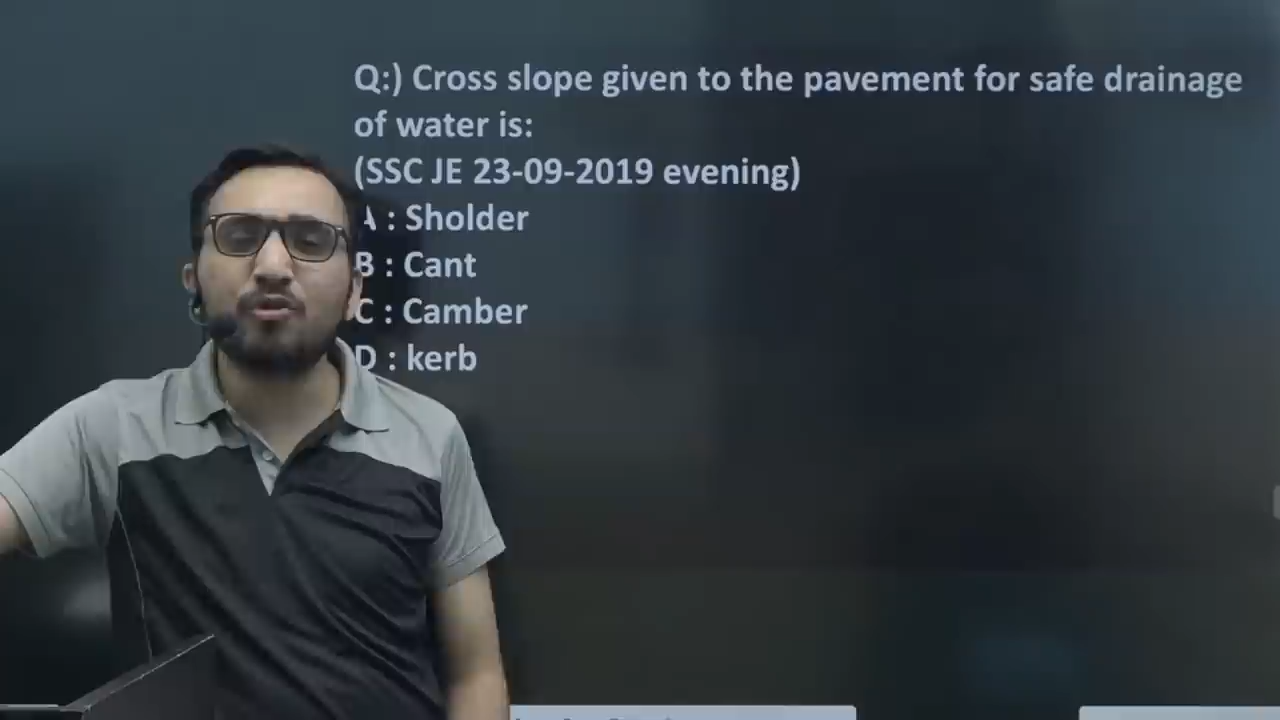 Q:) Cross slope given to the pavement for safe drainage
of water is:
(SSC JE 23-09-2019 evening)
A : Sholder
B : Cant
C : Camber
D : kerb